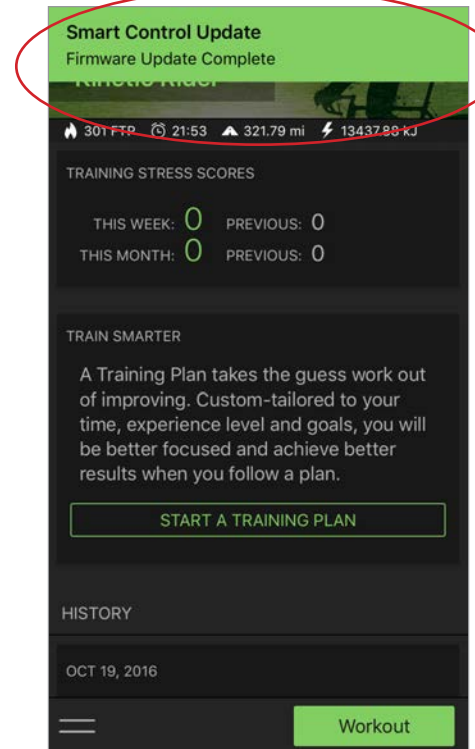 Smart Control Update
Firmware Update Complete
Kinetic Rider
301 FTP 21:53 321.79 mi 13437.88 kJ
TRAINING STRESS SCORES
THIS WEEK: 0 PREVIOUS: 0
THIS MONTH: 0 PREVIOUS: 0
TRAIN SMARTER
A Training Plan takes the guess work out
of improving. Custom-tailored to your
time, experience level and goals, you will
be better focused and achieve better
results when you follow a plan.
START A TRAINING PLAN
HISTORY
OCT 19, 2016
Workout